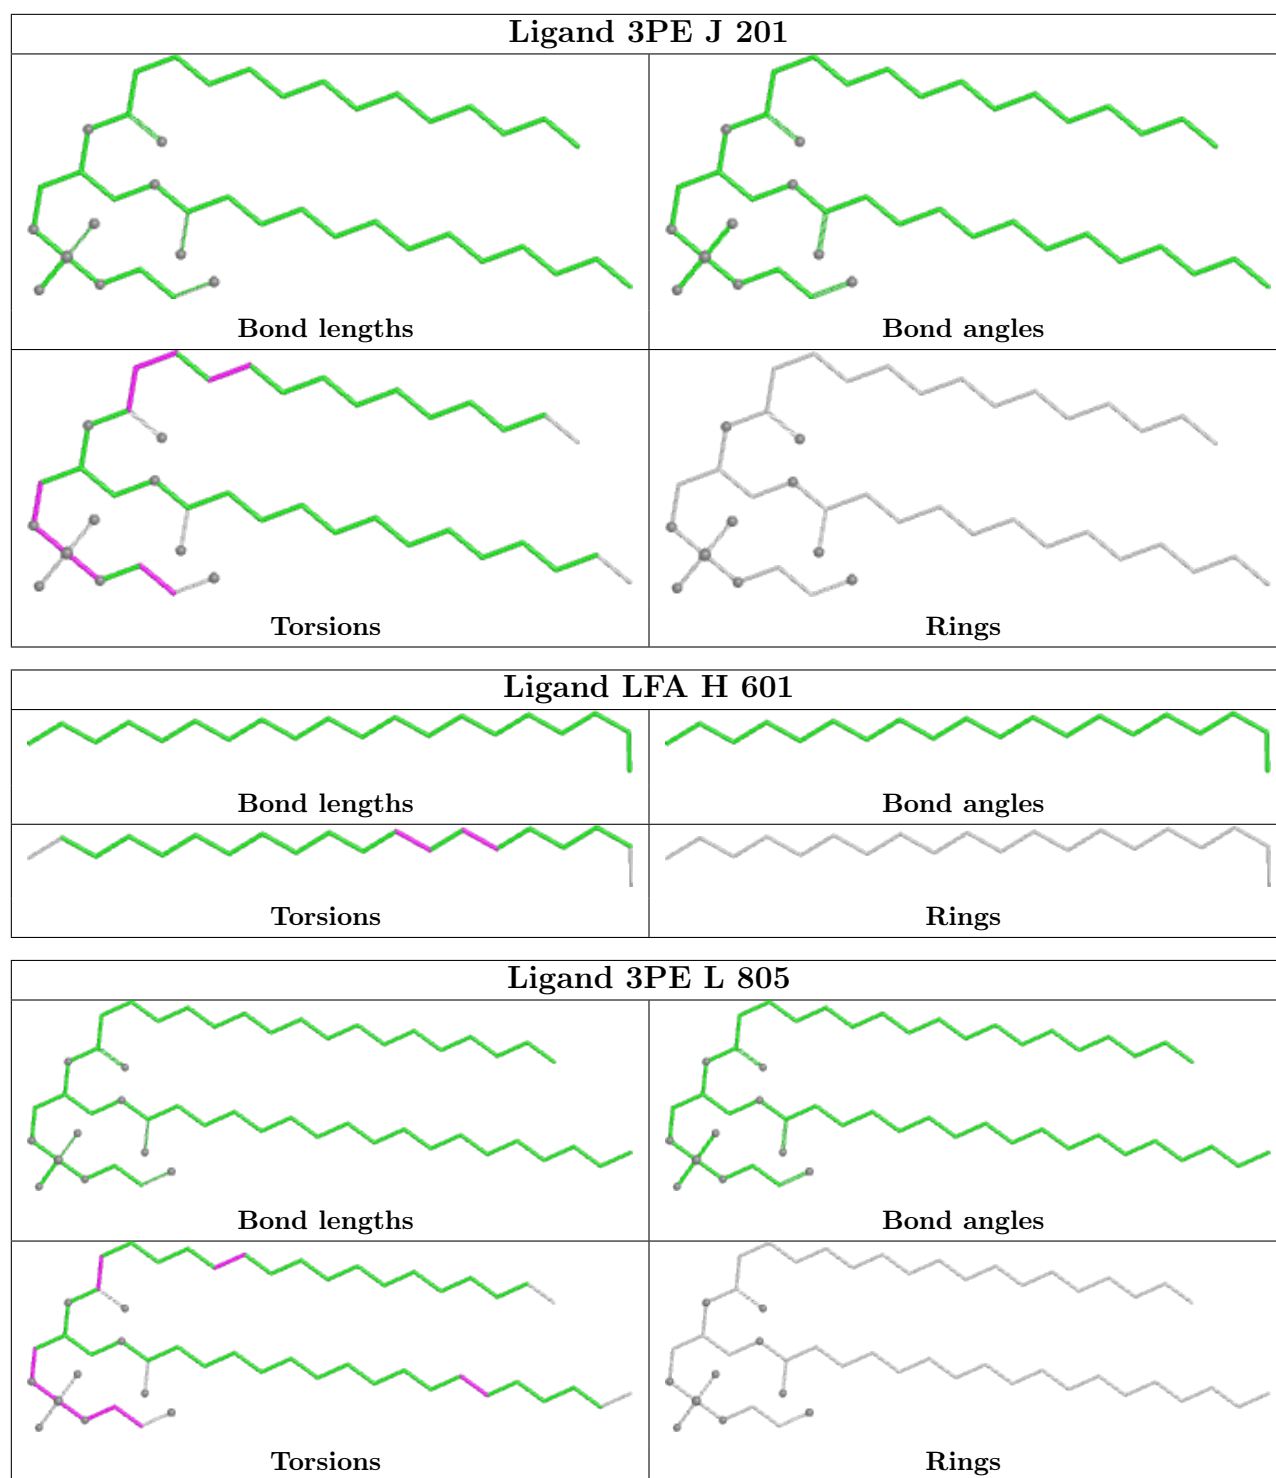 Ligand 3PE J 201
Bond lengths
Bond angles
Torsions
Rings
Ligand LFA H 601
Bond lengths
Bond angles
Torsions
Rings
Ligand 3PE L 805
Bond lengths
Bond angles
Torsions
Rings